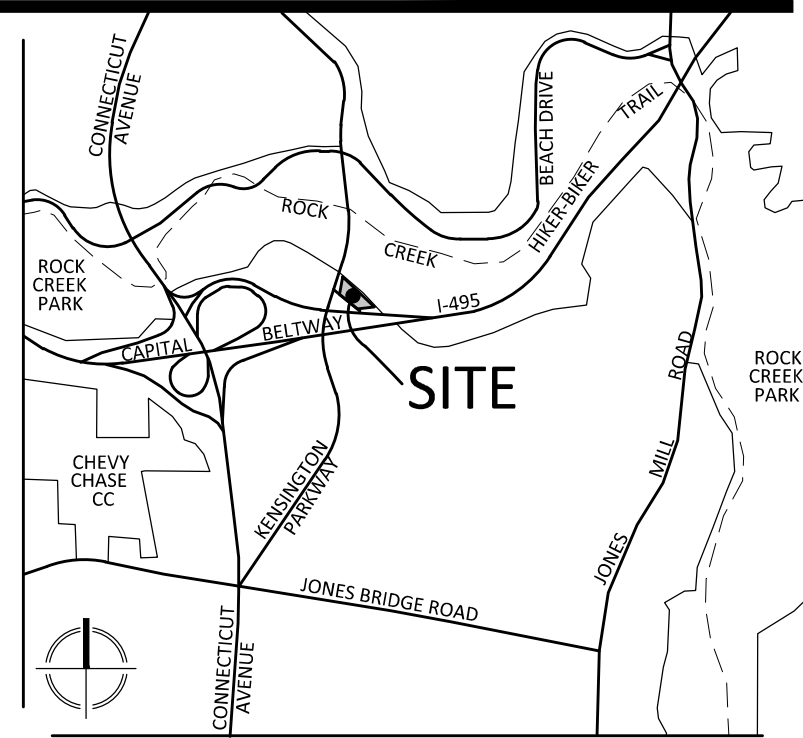 CONNECTICUT
AVENUE
BEACH DRIVE
TRAIL
HIKER-BIKER
ROCK
CREEK
ROCK
CREEK
PARK
I-495
BELTWAY
CAPITAL
SITE
ROAD
ROCK
CREEK
PARK
CHEVY
CHASE
CC
KENSINGTON
PARKWAY
MILL
JONES
JONES BRIDGE ROAD
CONNECTICUT
AVENUE